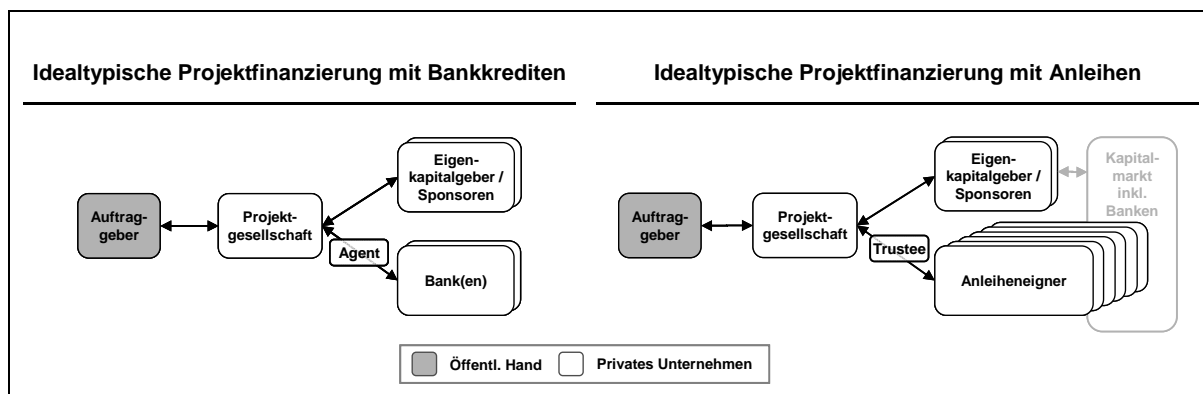 Idealtypische Projektfinanzierung mit Bankkrediten
Auftrag-
geber
Projekt-
gesellschaft
Eigen-
kapitalgeber /
Sponsoren
Agent
Bank(en)
Idealtypische Projektfinanzierung mit Anleihen
Auftrag-
geber
Projekt-
gesellschaft
Eigen-
kapitalgeber /
Sponsoren
Kapital-
markt
inkl.
Banken
Trustee
Anleiheneigner
Öffentl. Hand
Privates Unternehmen